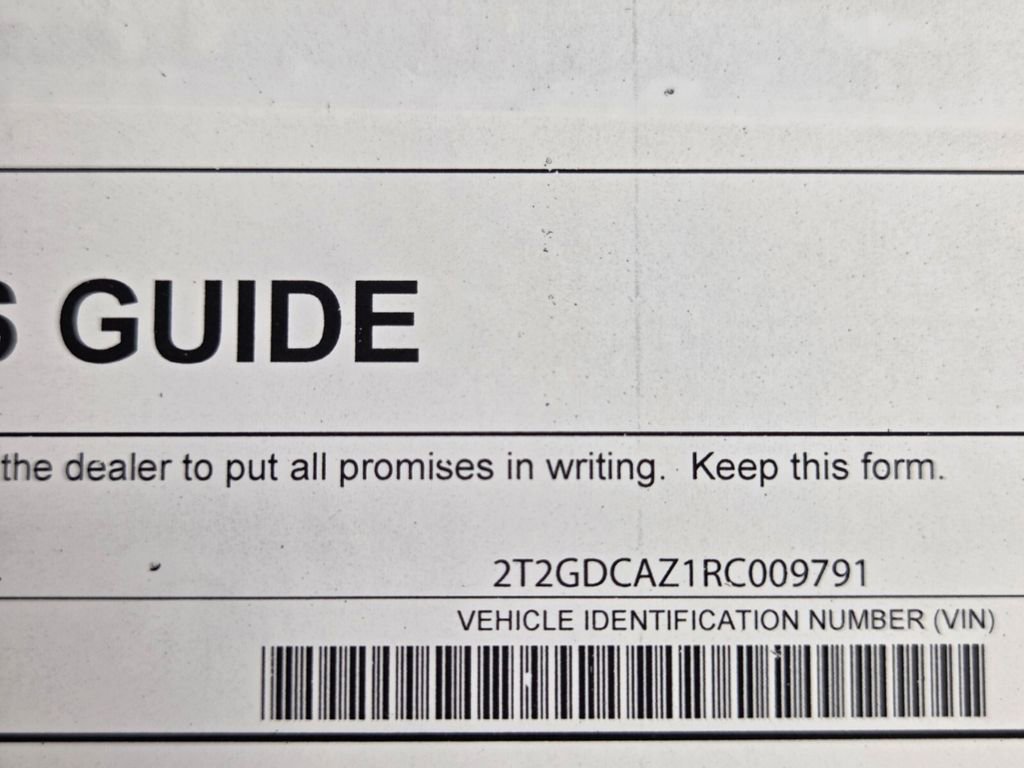 S GUIDE
the dealer to put all promises in writing. Keep this form.
2T2GDCAZ1RC009791
VEHICLE IDENTIFICATION NUMBER (VIN)